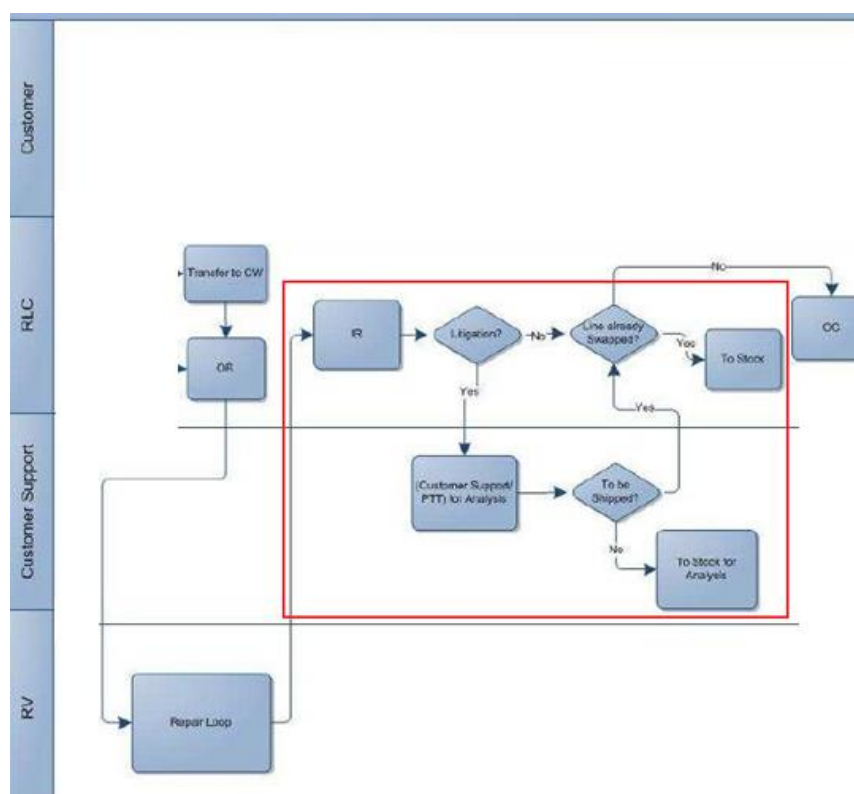 Customer
RLC
Customer Support
RV
Transfer to CW
OR
IR
Litigation?
No
Line already
Swapped?
No
Yes
To Stock
OC
Yes
(Customer Support/
PTT) for Analysis
To be
Shipped?
Yes
No
To Stock for
Analysis
Repair Loop